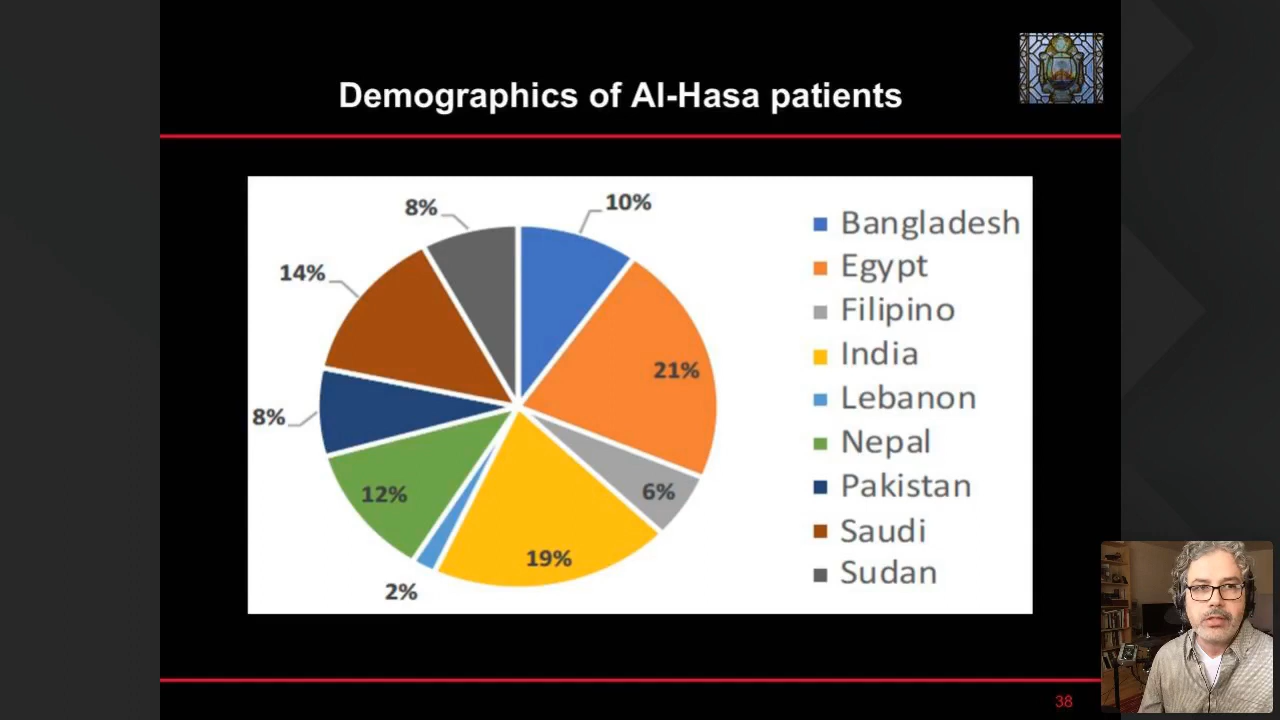 Demographics of Al-Hasa patients
8%
10%
14%
21%
8%
6%
12%
19%
2%
Bangladesh
Egypt
Filipino
India
Lebanon
Nepal
Pakistan
Saudi
Sudan
38